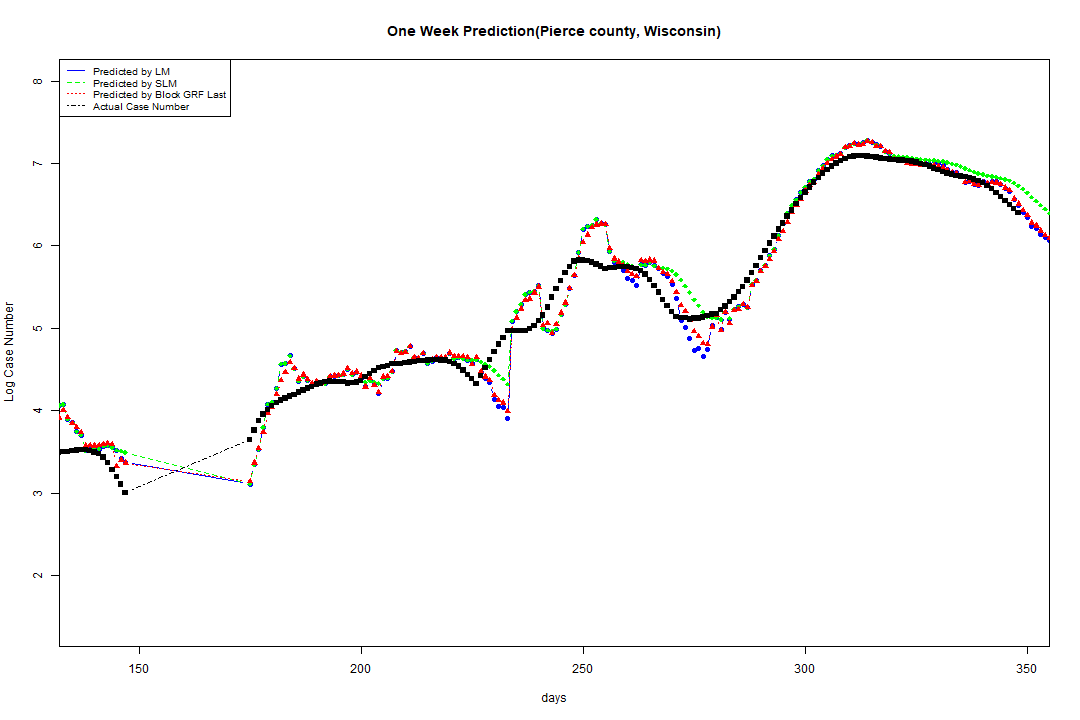 One Week Prediction(Pierce county, Wisconsin)
Predicted by LM
Predicted by SLM
Predicted by Block GRF Last
Actual Case Number
8
7
6
5
4
3
2
Log Case Number
150 200 250 300 350
days